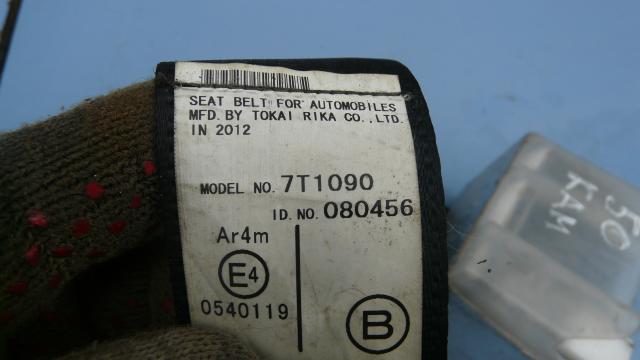 SEAT BELT FOR AUTOMOBILES
MFD. BY TOKAI RIKA CO.,LTD.
IN 2012
MODEL NO. 7T1090
ID. NO. 080456
Ar4m
E4
0540119
B
50
KAM